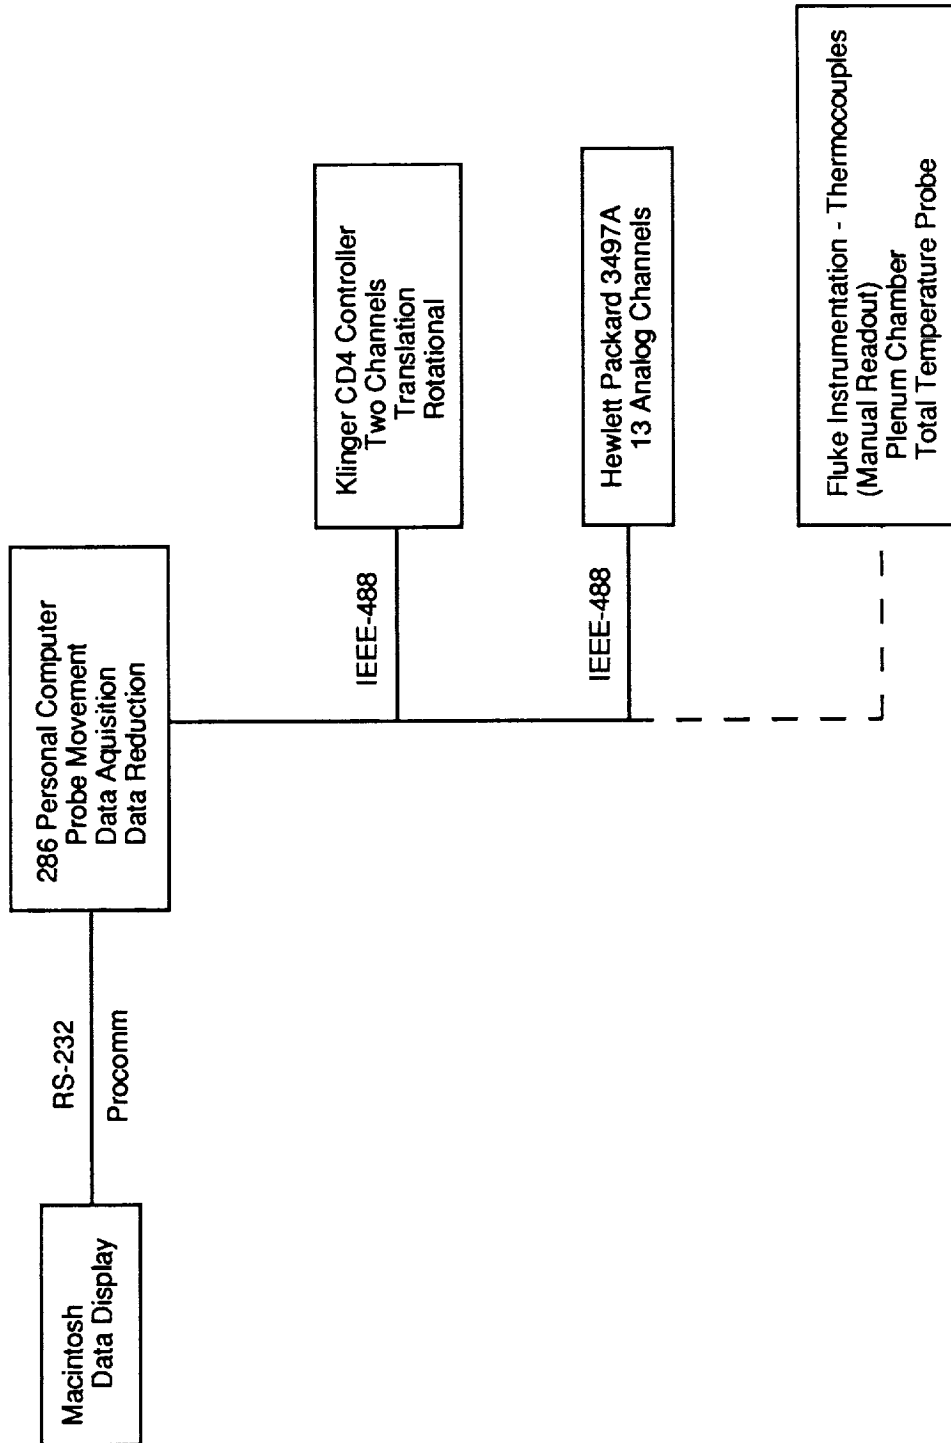 Macintosh
Data Display
RS-232
Procomm
286 Personal Computer
Probe Movement
Data Aquisition
Data Reduction
IEEE-488
Klinger CD4 Controller
Two Channels
Translation
Rotational
IEEE-488
Hewlett Packard 3497A
13 Analog Channels
Fluke Instrumentation - Thermocouples
(Manual Readout)
Plenum Chamber
Total Temperature Probe